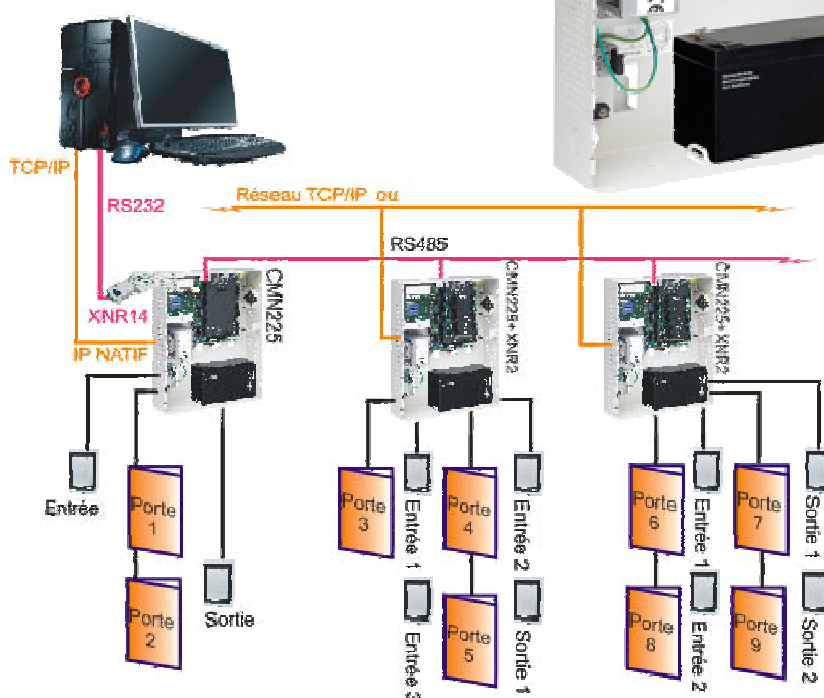 TCP/IP
RS232
Réseau TCP/IP ou
RS485
XNR14
IP NATIF
CMN225
CMN225+ XNR2
CMN225+ XNR2
Entrée
Porte 1
Porte 2
Sortie
Porte 3
Entrée 1
Entrée 3
Porte 4
Entrée 2
Porte 5
Sortie 1
Porte 6
Entrée 1
Porte 7
Sortie 1
Porte 8
Entrée 2
Porte 9
Sortie 2